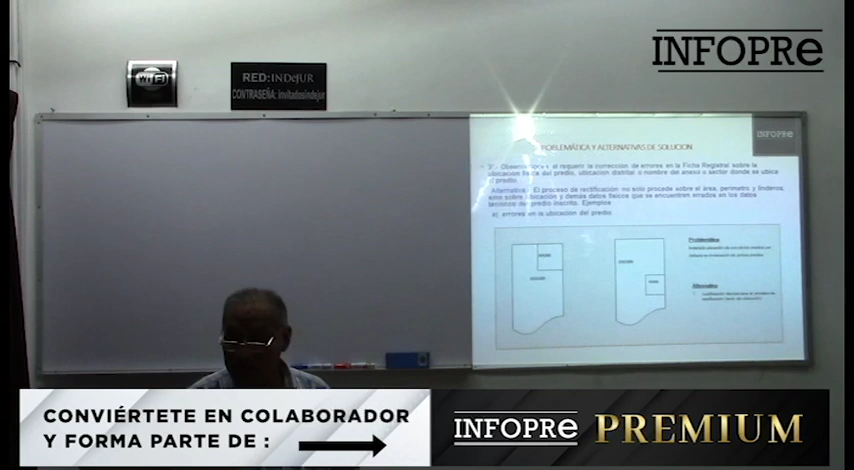 INFOPRe
WiFi
RED:INDeJUR
CONTRASEÑA: invitadosindejur
INFOPRe
PROBLEMÁTICA Y ALTERNATIVAS DE SOLUCION
al requerir la corrección de errores en la Ficha Registral sobre la
ubicación física del predio, ubicación distrital o nombre del anexo o sector donde se ubica
el predio.
Alternativa.- El proceso de rectificación no solo procede sobre el área, perímetro y linderos,
sino sobre ubicación y demás datos físicos que se encuentren errados en los datos
técnicos del predio inscrito. Ejemplos
a) errores en la ubicación del predio
Problemática
Alternativa
CONVIÉRTETE EN COLABORADOR
Y FORMA PARTE DE :
INFOPRe PREMIUM